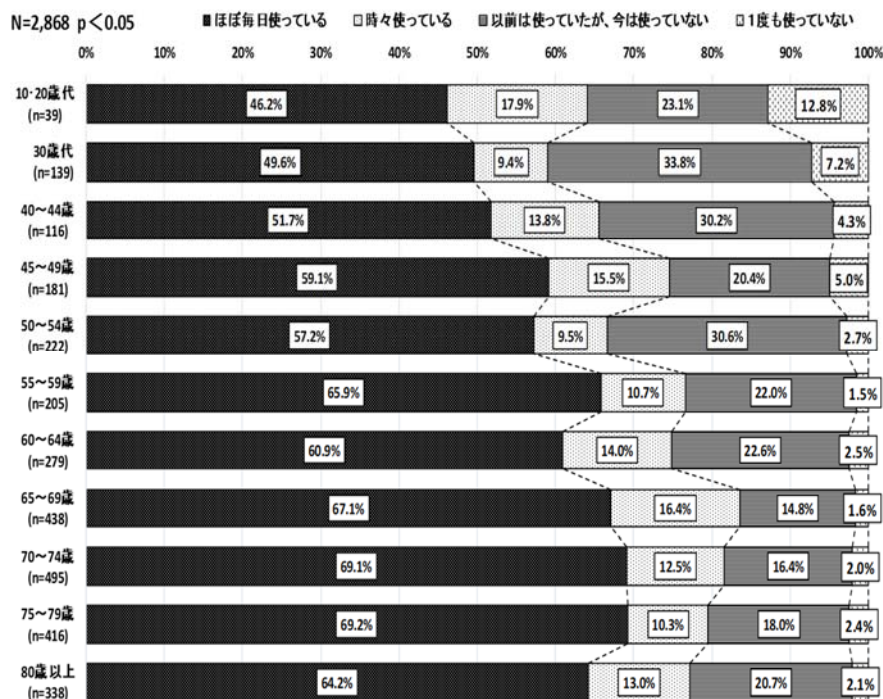 N=2,868 p＜0.05 ■ほぼ毎日使っている □時々使っている ■以前は使っていたが、今は使っていない □1度も使っていない
0% 10% 20% 30% 40% 50% 60% 70% 80% 90% 100%
10･20歳代
(n=39)
46.2% 17.9% 23.1% 12.8%
30歳代
(n=139)
49.6% 9.4% 33.8% 7.2%
40～44歳
(n=116)
51.7% 13.8% 30.2% 4.3%
45～49歳
(n=181)
59.1% 15.5% 20.4% 5.0%
50～54歳
(n=222)
57.2% 9.5% 30.6% 2.7%
55～59歳
(n=205)
65.9% 10.7% 22.0% 1.5%
60～64歳
(n=279)
60.9% 14.0% 22.6% 2.5%
65～69歳
(n=438)
67.1% 16.4% 14.8% 1.6%
70～74歳
(n=495)
69.1% 12.5% 16.4% 2.0%
75～79歳
(n=416)
69.2% 10.3% 18.0% 2.4%
80歳以上
(n=338)
64.2% 13.0% 20.7% 2.1%